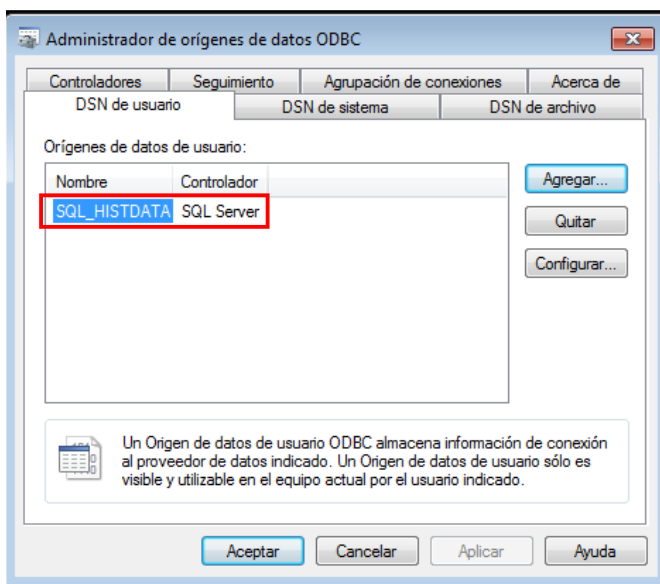 Administrador de orígenes de datos ODBC
Controladores Seguimiento Agrupación de conexiones Acerca de
DSN de usuario DSN de sistema DSN de archivo
Orígenes de datos de usuario:
Nombre Controlador
SQL_HISTDATA SQL Server
Agregar...
Quitar
Configurar...
Un Origen de datos de usuario ODBC almacena información de conexión
al proveedor de datos indicado. Un Origen de datos de usuario sólo es
visible y utilizable en el equipo actual por el usuario indicado.
Aceptar Cancelar Aplicar Ayuda